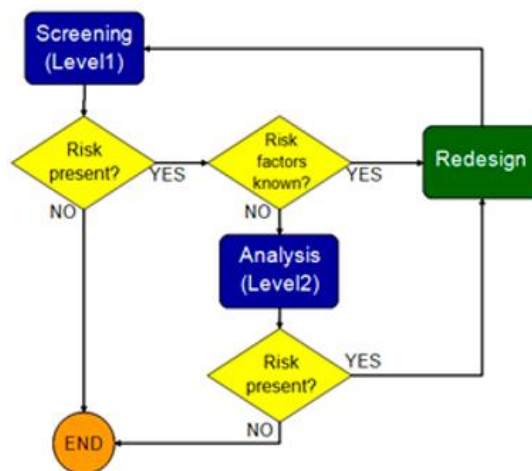 Screening
(Level1)
Risk
present?
YES
NO
Risk
factors
known?
YES
NO
Redesign
Analysis
(Level2)
Risk
present?
YES
NO
END